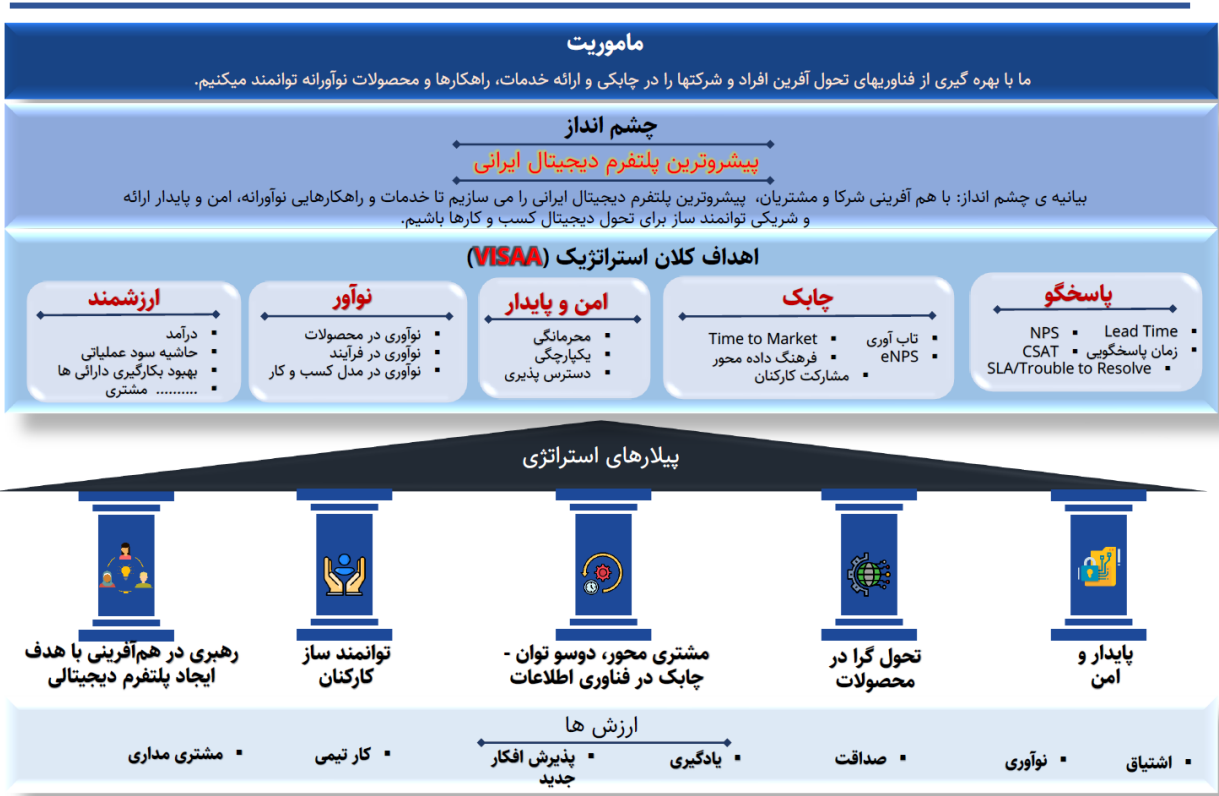 ماموریت
ما با بهره گیری از فناوریهای تحول آفرین افراد و شرکتها را در چابکی و ارائه خدمات، راهکارها و محصولات نوآورانه توانمند میکنیم.
چشم انداز
پیشروترین پلتفرم دیجیتال ایرانی
بیانیه ی چشم انداز: با هم آفرینی شرکا و مشتریان، پیشروترین پلتفرم دیجیتال ایرانی را می سازیم تا خدمات و راهکارهایی نوآورانه، امن و پایدار ارائه
و شریکی توانمند ساز برای تحول دیجیتال کسب و کارها باشیم.
اهداف کلان استراتژیک (VISAA)
پاسخگو
▪ Lead Time ▪ NPS
▪ زمان پاسخگویی ▪ CSAT
▪ SLA/Trouble to Resolve
چابک
▪ تاب آوری ▪ Time to Market
▪ eNPS ▪ فرهنگ داده محور
▪ مشارکت کارکنان
امن و پایدار
▪ محرمانگی
▪ یکپارچگی
▪ دسترس پذیری
نوآور
▪ نوآوری در محصولات
▪ نوآوری در فرآیند
▪ نوآوری در مدل کسب و کار
ارزشمند
▪ درآمد
▪ حاشیه سود عملیاتی
▪ بهبود بکارگیری دارائی ها
▪ .......... مشتری
پیلارهای استراتژی
پایدار و
امن
تحول گرا در
محصولات
مشتری محور، دوسو توان -
چابک در فناوری اطلاعات
توانمند ساز
کارکنان
رهبری در هم‌آفرینی با هدف
ایجاد پلتفرم دیجیتالی
ارزش ها
▪ اشتیاق
▪ نوآوری
▪ صداقت
▪ یادگیری
▪ پذیرش افکار
جدید
▪ کار تیمی
▪ مشتری مداری